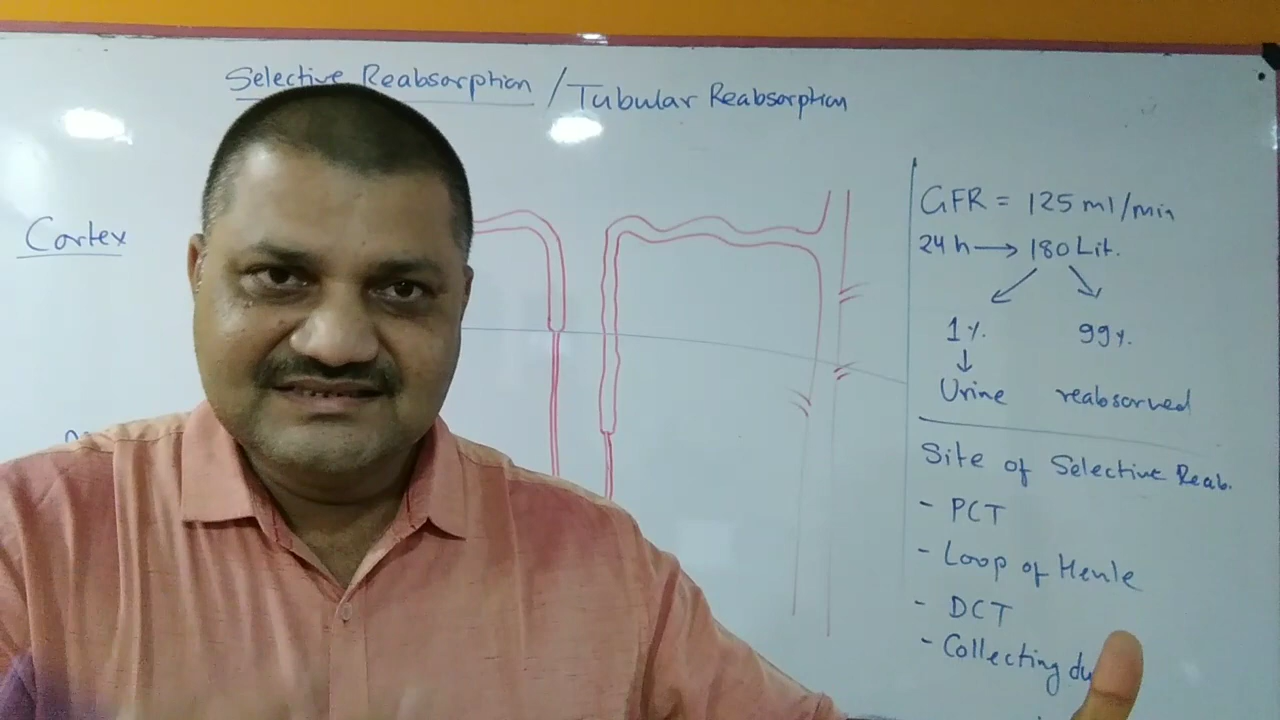 Selective Reabsorption / Tubular Reabsorption
Cortex
GFR = 125 ml/min
24 h → 180 Lit.
1 %. 99 %.
↓
Urine reabsorved
Site of Selective Reab.
- PCT
- Loop of Henle
- DCT
- Collecting du